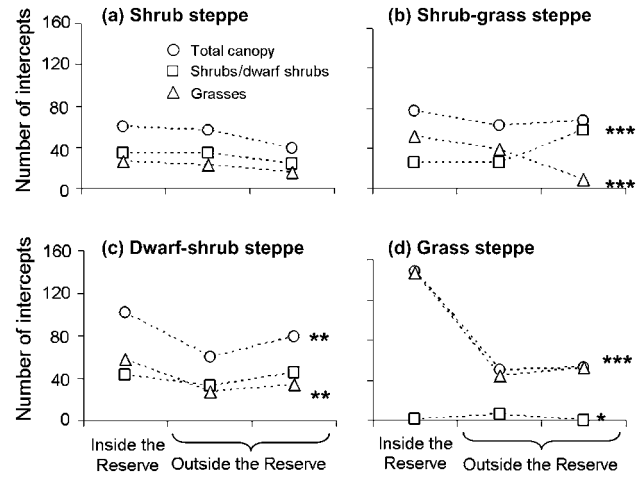 (a) Shrub steppe
(b) Shrub-grass steppe
Number of intercepts
160
120
80
40
0
Total canopy
Shrubs/dwarf shrubs
Grasses
***
***
(c) Dwarf-shrub steppe
(d) Grass steppe
Number of intercepts
160
120
80
40
0
**
**
***
*
Inside the
Reserve
Outside the Reserve
Inside the
Reserve
Outside the Reserve